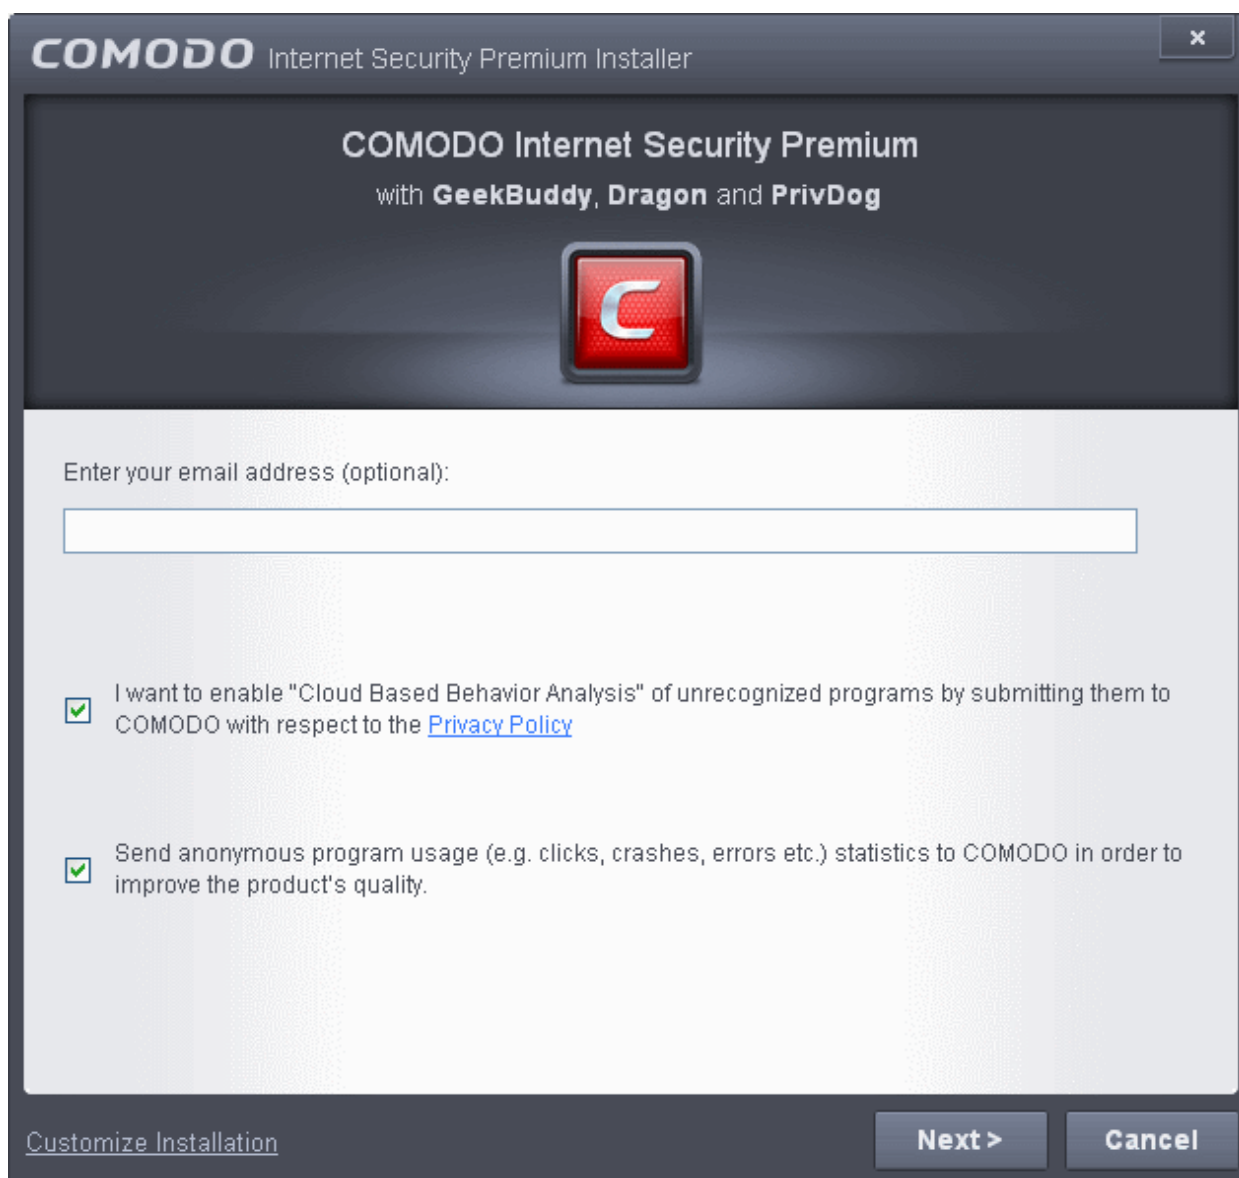 COMODO Internet Security Premium Installer
x
COMODO Internet Security Premium
with GeekBuddy, Dragon and PrivDog
C
Enter your email address (optional):
I want to enable "Cloud Based Behavior Analysis" of unrecognized programs by submitting them to
COMODO with respect to the Privacy Policy
Send anonymous program usage (e.g. clicks, crashes, errors etc.) statistics to COMODO in order to
improve the product's quality.
Customize Installation
Next >
Cancel